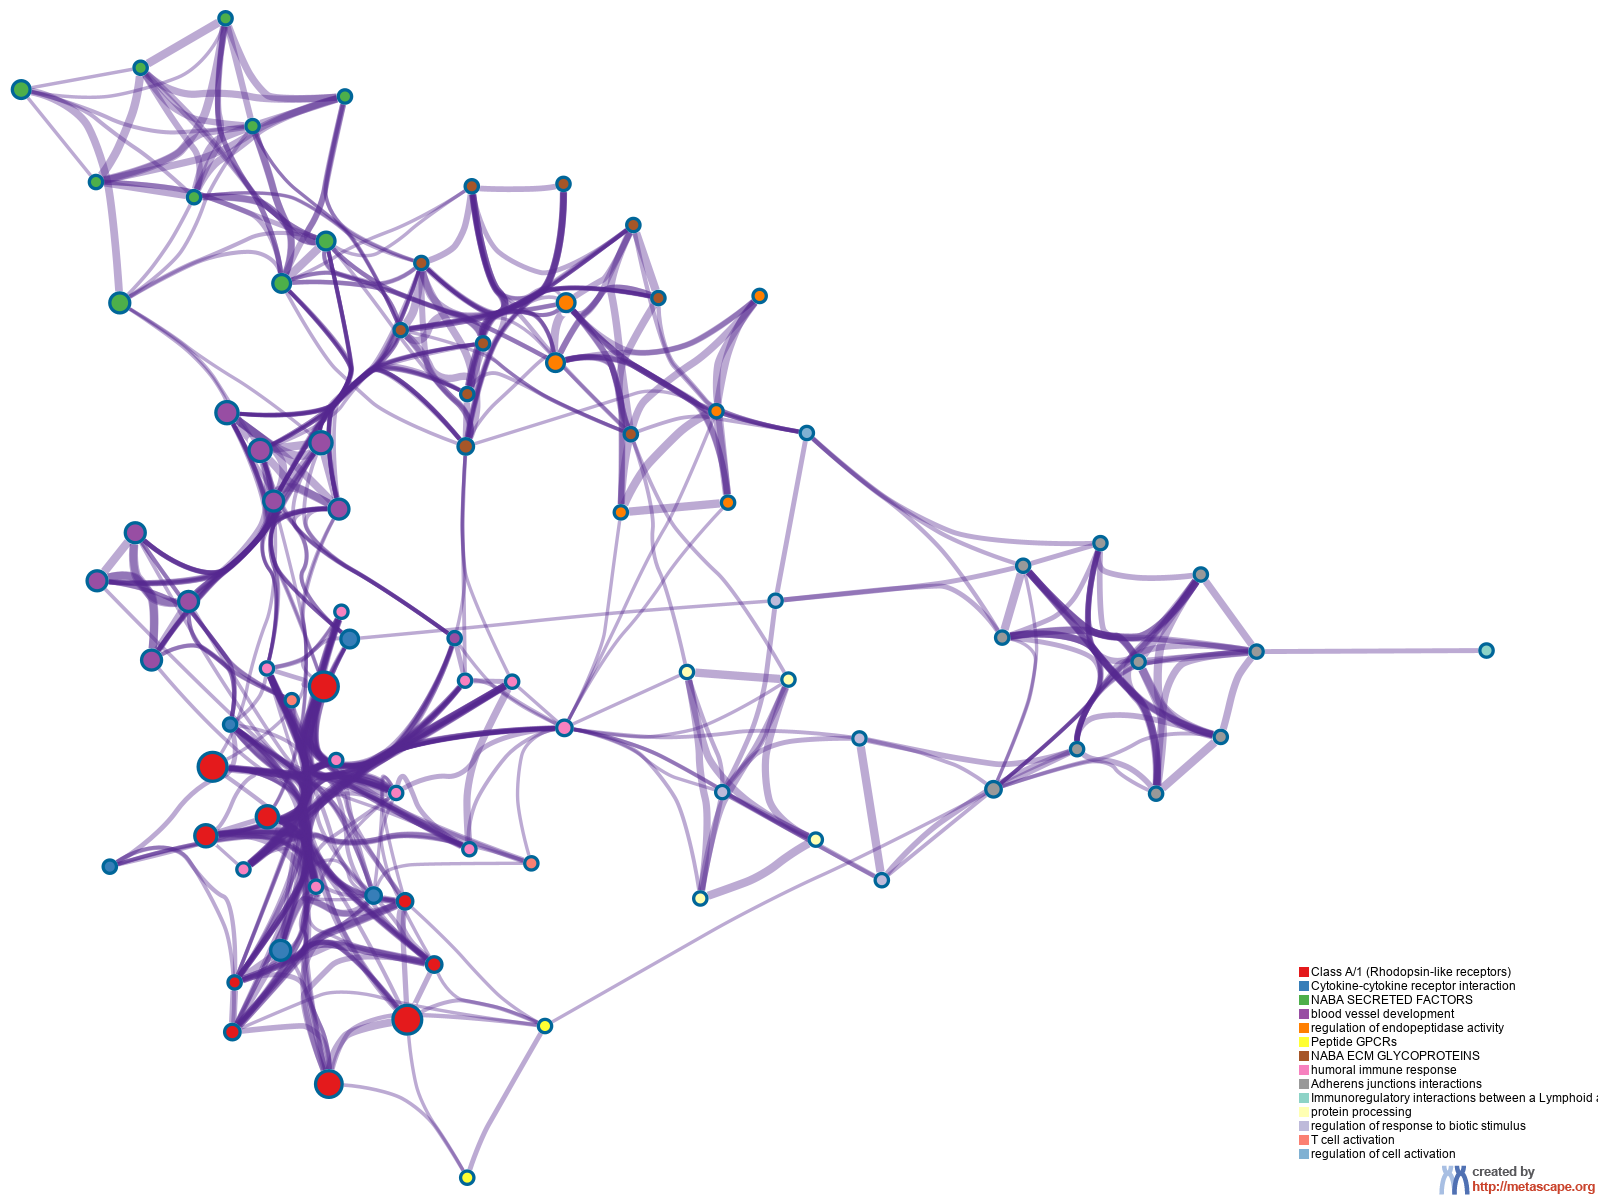 Class A/1 (Rhodopsin-like receptors)
Cytokine-cytokine receptor interaction
NABA SECRETED FACTORS
blood vessel development
regulation of endopeptidase activity
Peptide GPCRs
NABA ECM GLYCOPROTEINS
humoral immune response
Adherens junctions interactions
Immunoregulatory interactions between a Lymphoid a
protein processing
regulation of response to biotic stimulus
T cell activation
regulation of cell activation
created by
http://metascape.org